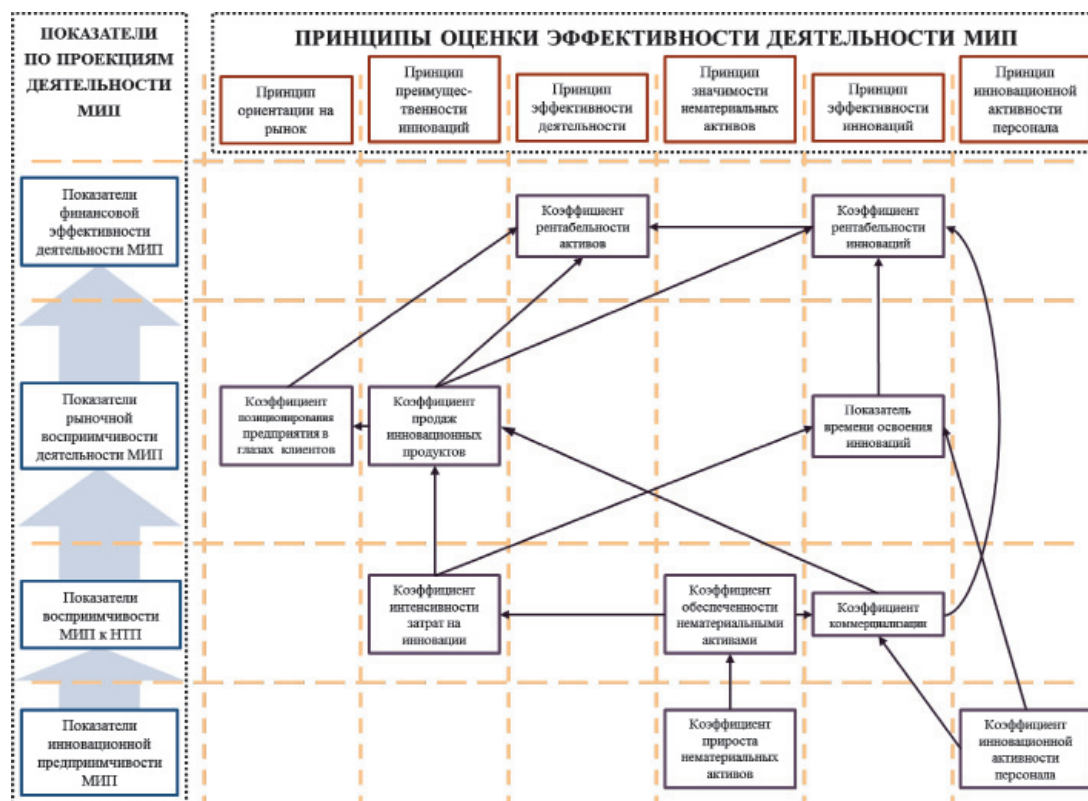 ПОКАЗАТЕЛИ
ПО ПРОЕКЦИЯМ
ДЕЯТЕЛЬНОСТИ
МИП
ПРИНЦИПЫ ОЦЕНКИ ЭФФЕКТИВНОСТИ ДЕЯТЕЛЬНОСТИ МИП
Принцип
ориентации на
рынок
Принцип
преимущес-
твенности
инноваций
Принцип
эффективности
деятельности
Принцип
значимости
нематериальных
активов
Принцип
эффективности
инноваций
Принцип
инновационной
активности
персонала
Показатели
финансовой
эффективности
деятельности МИП
Коэффициент
рентабельности
активов
Коэффициент
рентабельности
инноваций
Показатели
рыночной
восприимчивости
деятельности МИП
Коэффициент
позиционирования
предприятия в
глазах клиентов
Коэффициент
продаж
инновационных
продуктов
Показатель
времени освоения
инноваций
Показатели
восприимчивости
МИП к НТП
Коэффициент
интенсивности
затрат на
инновации
Коэффициент
обеспеченности
нематериальными
активами
Коэффициент
коммерциализации
Показатели
инновационной
предприимчивости
МИП
Коэффициент
прироста
нематериальных
активов
Коэффициент
инновационной
активности
персонала